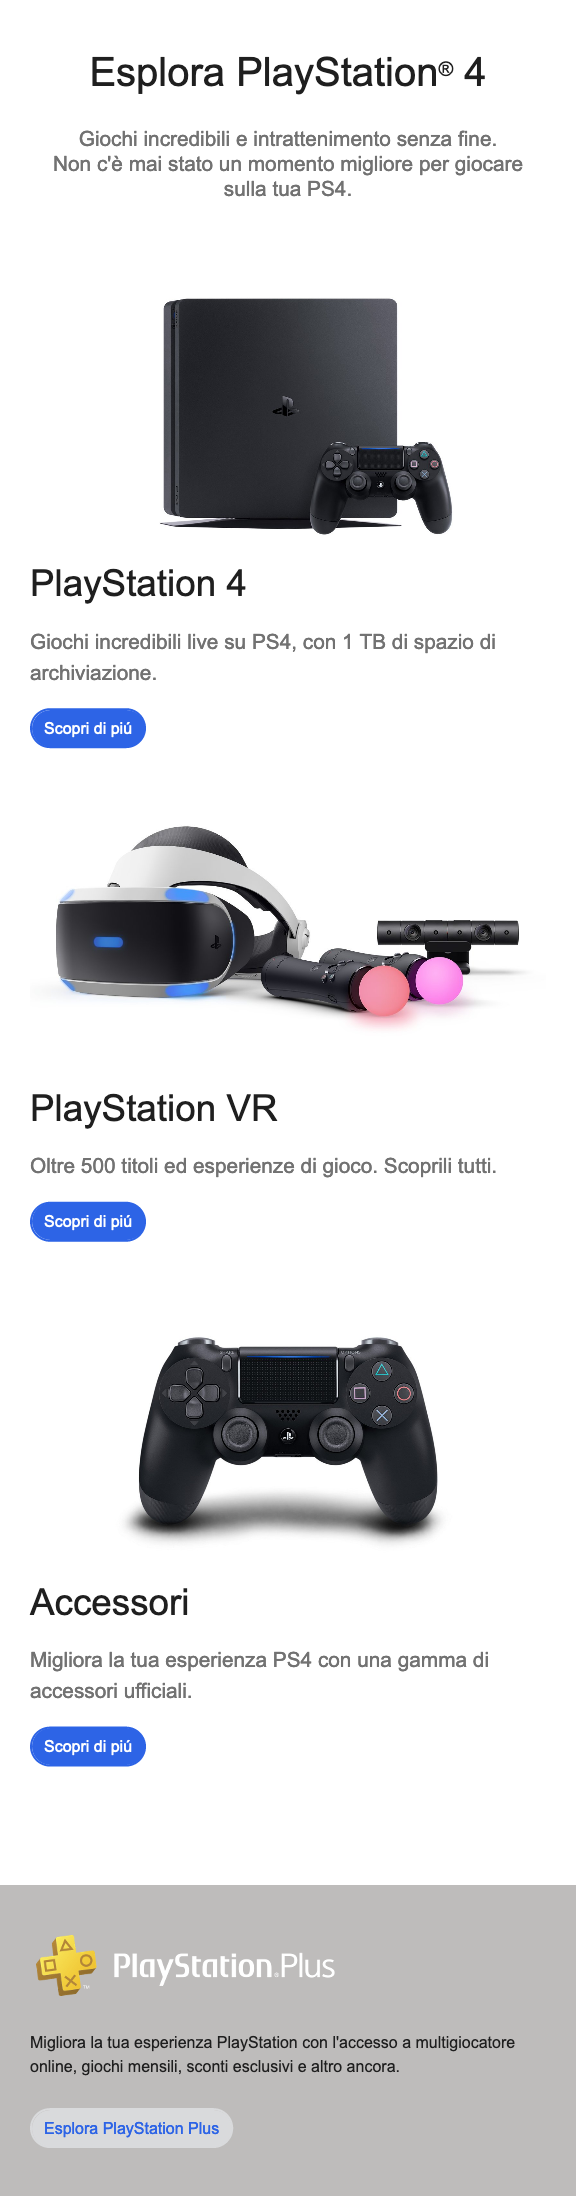 Esplora PlayStation® 4
Giochi incredibili e intrattenimento senza fine.
Non c'è mai stato un momento migliore per giocare
sulla tua PS4.
PlayStation 4
Giochi incredibili live su PS4, con 1 TB di spazio di
archiviazione.
Scopri di piú
PlayStation VR
Oltre 500 titoli ed esperienze di gioco. Scoprili tutti.
Scopri di piú
Accessori
Migliora la tua esperienza PS4 con una gamma di
accessori ufficiali.
Scopri di piú
PlayStation.Plus
Migliora la tua esperienza PlayStation con l'accesso a multigiocatore
online, giochi mensili, sconti esclusivi e altro ancora.
Esplora PlayStation Plus